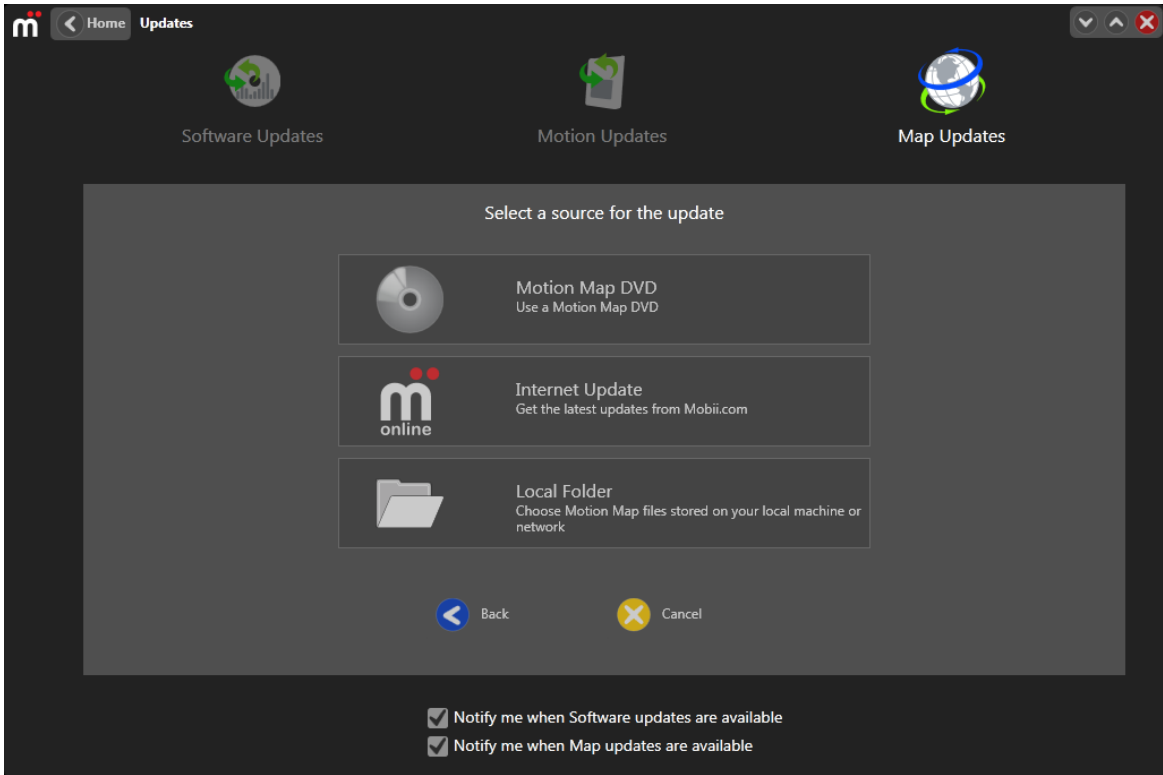 m
Home
Updates
Software Updates
Motion Updates
Map Updates
Select a source for the update
Motion Map DVD
Use a Motion Map DVD
m
online
Internet Update
Get the latest updates from Mobii.com
Local Folder
Choose Motion Map files stored on your local machine or
network
Back
Cancel
Notify me when Software updates are available
Notify me when Map updates are available